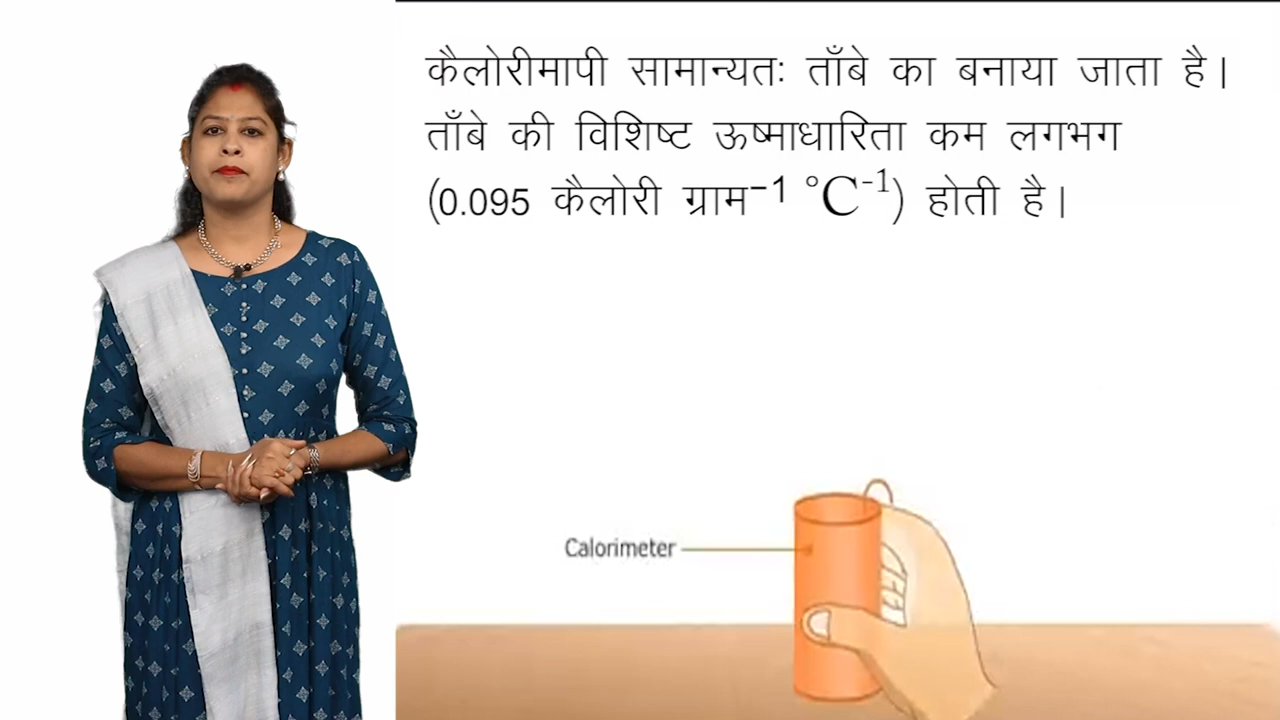 कैलोरीमापी सामान्यतः ताँबे का बनाया जाता है।
ताँबे की विशिष्ट ऊष्माधारिता कम लगभग
(0.095 कैलोरी ग्राम⁻¹ °C⁻¹) होती है।
Calorimeter